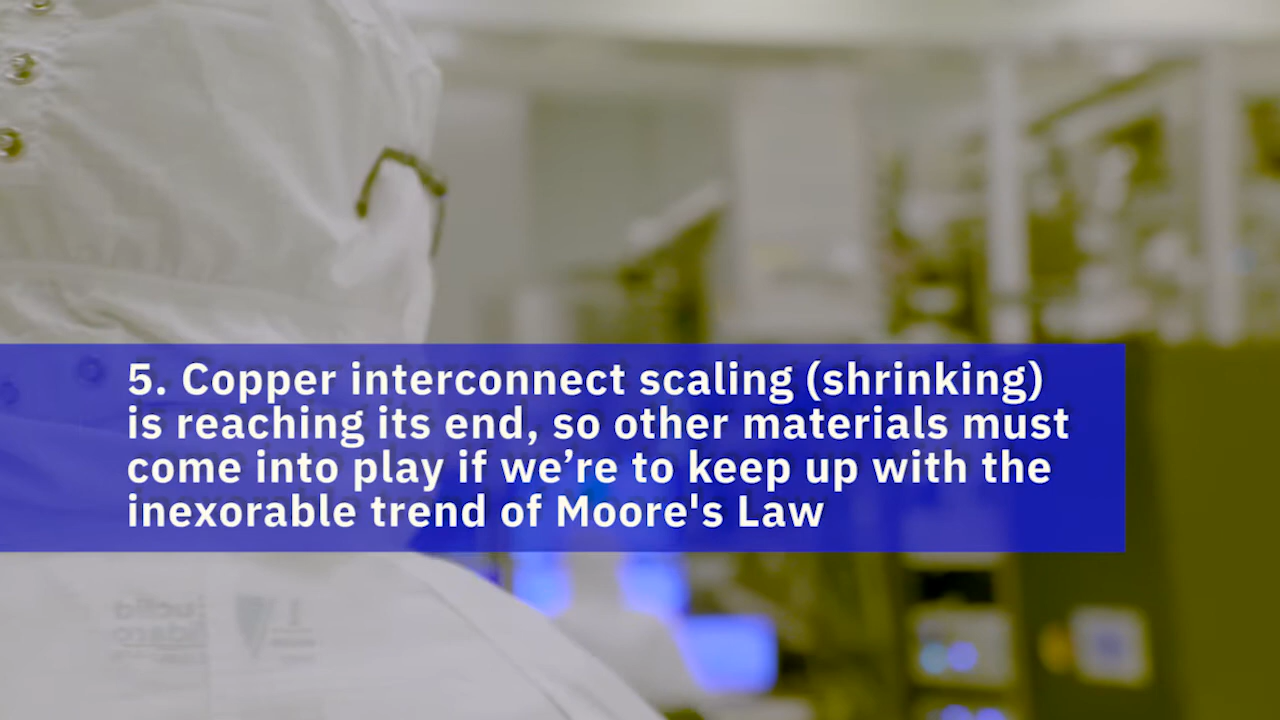 5. Copper interconnect scaling (shrinking)
is reaching its end, so other materials must
come into play if we’re to keep up with the
inexorable trend of Moore's Law